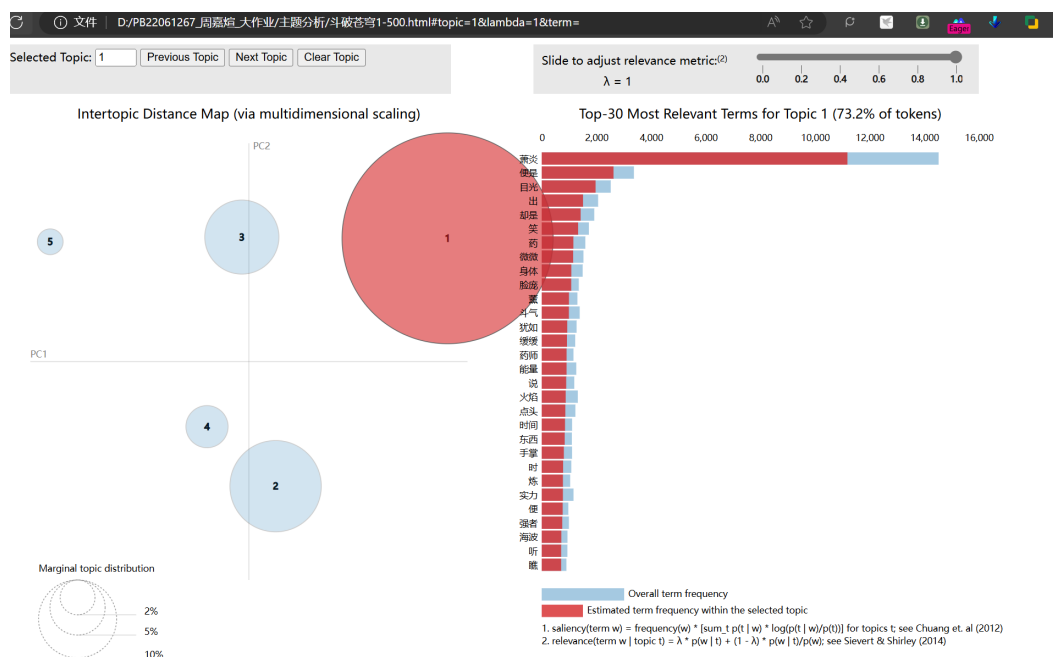 文件 | D:/PB22061267_周嘉煊_大作业/主题分析/斗破苍穹1-500.html#topic=1&lambda=1&term=
Eager
Selected Topic: 1 Previous Topic Next Topic Clear Topic
Slide to adjust relevance metric:(2)
λ = 1
0.0 0.2 0.4 0.6 0.8 1.0
Intertopic Distance Map (via multidimensional scaling)
PC2
PC1
5
3
1
4
2
Marginal topic distribution
2%
5%
10%
Top-30 Most Relevant Terms for Topic 1 (73.2% of tokens)
0 2,000 4,000 6,000 8,000 10,000 12,000 14,000 16,000
萧炎
便是
目光
出
却是
笑
药
微微
身体
脸庞
斗气
犹如
缓缓
药师
能量
说
火焰
点头
时间
东西
手掌
时
炼
实力
便
强者
海波
听
瞧
Overall term frequency
Estimated term frequency within the selected topic
1. saliency(term w) = frequency(w) * [sum_t p(t | w) * log(p(t | w)/p(t))] for topics t; see Chuang et. al (2012)
2. relevance(term w | topic t) = λ * p(w | t) + (1 - λ) * p(w | t)/p(w); see Sievert & Shirley (2014)